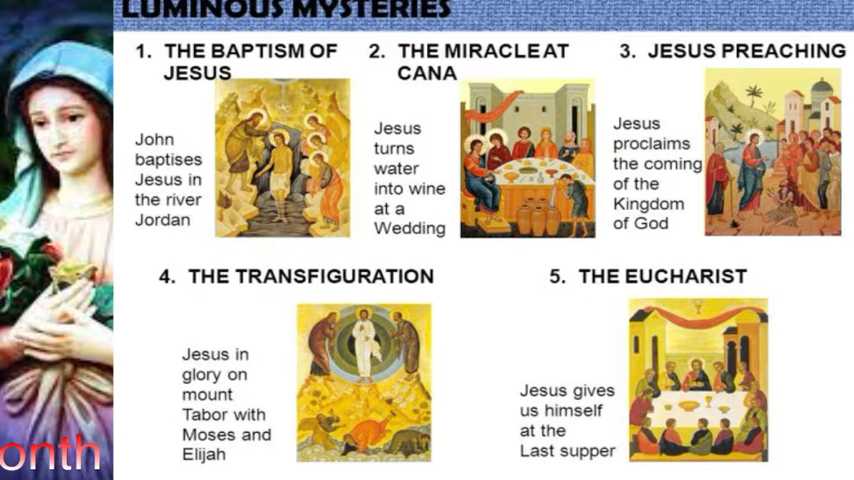 LUMINOUS MYSTERIES
1. THE BAPTISM OF
JESUS
John
baptises
Jesus in
the river
Jordan
2. THE MIRACLE AT
CANA
Jesus
turns
water
into wine
at a
Wedding
3. JESUS PREACHING
Jesus
proclaims
the coming
of the
Kingdom
of God
4. THE TRANSFIGURATION
Jesus in
glory on
mount
Tabor with
Moses and
Elijah
5. THE EUCHARIST
Jesus gives
us himself
at the
Last supper
onth